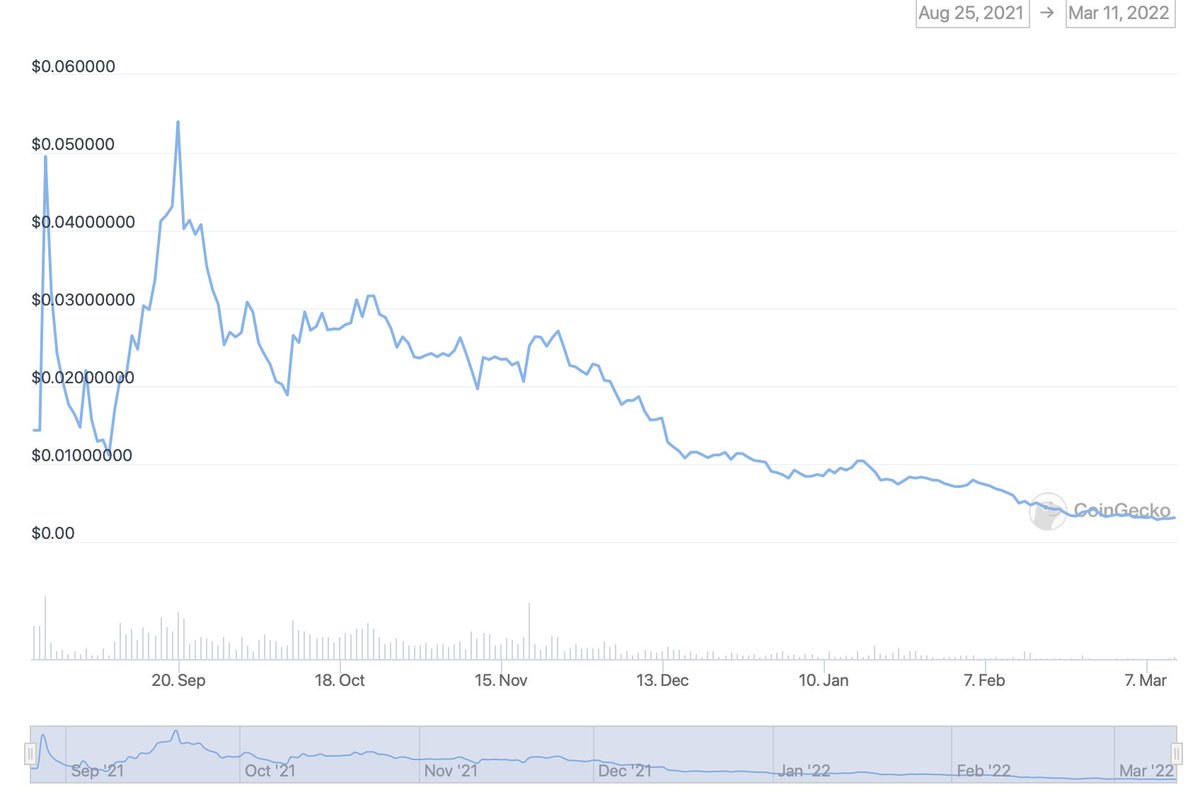 Aug 25, 2021 → Mar 11, 2022
$0.060000
$0.050000
$0.04000000
$0.03000000
$0.02000000
$0.01000000
CoinGecko
$0.00
20. Sep 18. Oct 15. Nov 13. Dec 10. Jan 7. Feb 7. Mar
Sep '21 Oct '21 Nov '21 Dec '21 Jan '22 Feb '22 Mar '22